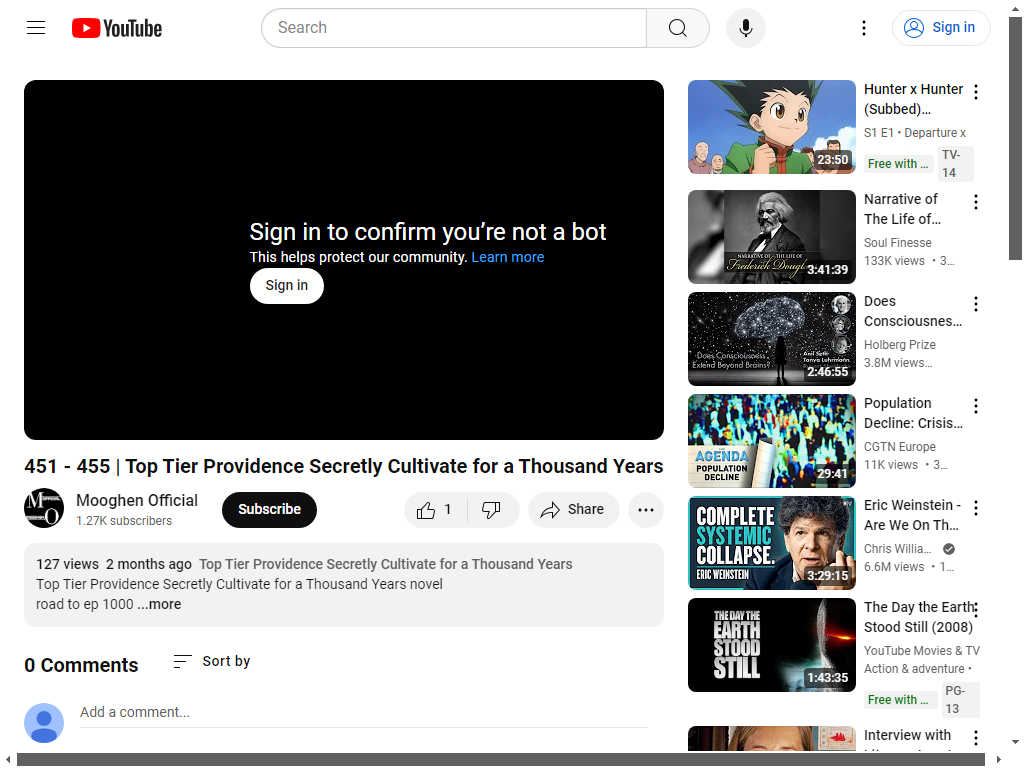 YouTube
Search
Sign in
Sign in to confirm you’re not a bot
This helps protect our community. Learn more
Sign in
451 - 455 | Top Tier Providence Secretly Cultivate for a Thousand Years
Mooghen Official
1.27K subscribers
Subscribe
1
Share
127 views 2 months ago Top Tier Providence Secretly Cultivate for a Thousand Years
Top Tier Providence Secretly Cultivate for a Thousand Years novel
road to ep 1000 ...more
0 Comments
Sort by
Add a comment...
23:50
Hunter x Hunter
(Subbed)...
S1 E1 • Departure x
Free with ...
TV-
14
NARRATIVE OF THE LIFE OF
3:41:39
Narrative of
The Life of...
Soul Finesse
133K views • 3...
Does Consciousness
Extend Beyond Brains?
Anil Seth
Tanya Luhrmann
2:46:55
Does
Consciousnes...
Holberg Prize
3.8M views...
THE
AGENDA
POPULATION
DECLINE
29:41
Population
Decline: Crisis...
CGTN Europe
11K views • 3...
COMPLETE
SYSTEMIC
COLLAPSE.
ERIC WEINSTEIN
3:29:15
Eric Weinstein -
Are We On Th...
Chris Willia...
6.6M views • 1...
THE DAY THE
EARTH
STOOD
STILL
1:43:35
The Day the Earth
Stood Still (2008)
YouTube Movies & TV
Action & adventure •
Free with ...
PG-
13
Interview with